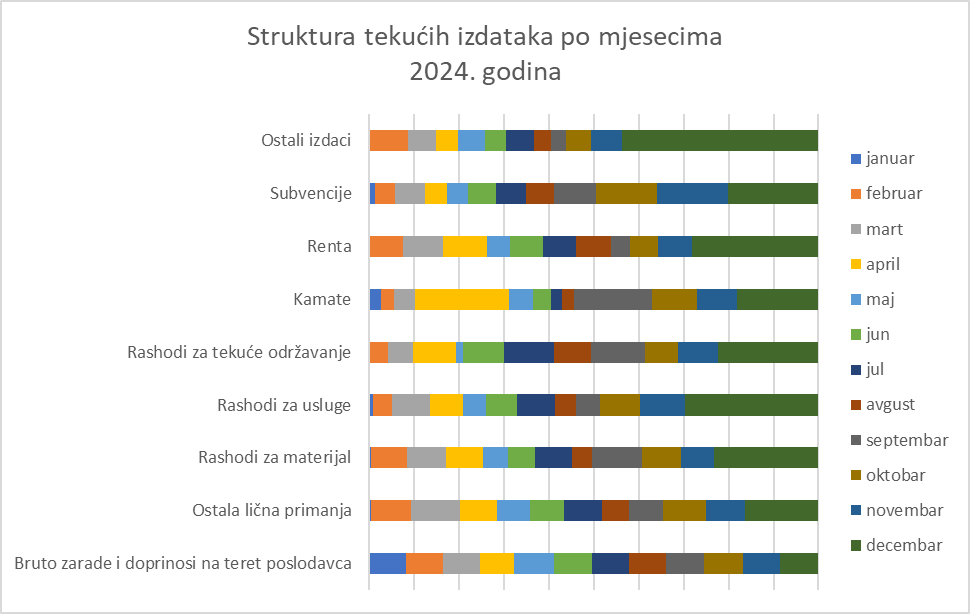 Struktura tekućih izdataka po mjesecima
2024. godina
Ostali izdaci
Subvencije
Renta
Kamate
Rashodi za tekuće održavanje
Rashodi za usluge
Rashodi za materijal
Ostala lična primanja
Bruto zarade i doprinosi na teret poslodavca
januar
februar
mart
april
maj
jun
jul
avgust
septembar
oktobar
novembar
decembar